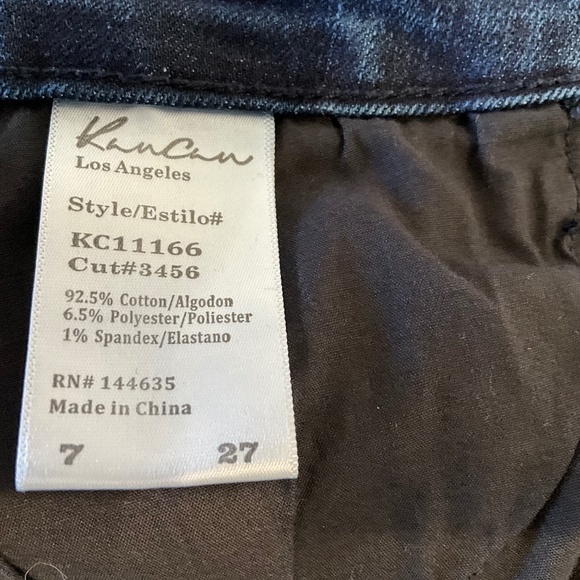 KanCan
Los Angeles
Style/Estilo#
KC11166
Cut#3456
92.5% Cotton/Algodon
6.5% Polyester/Poliester
1% Spandex/Elastano
RN# 144635
Made in China
7 27